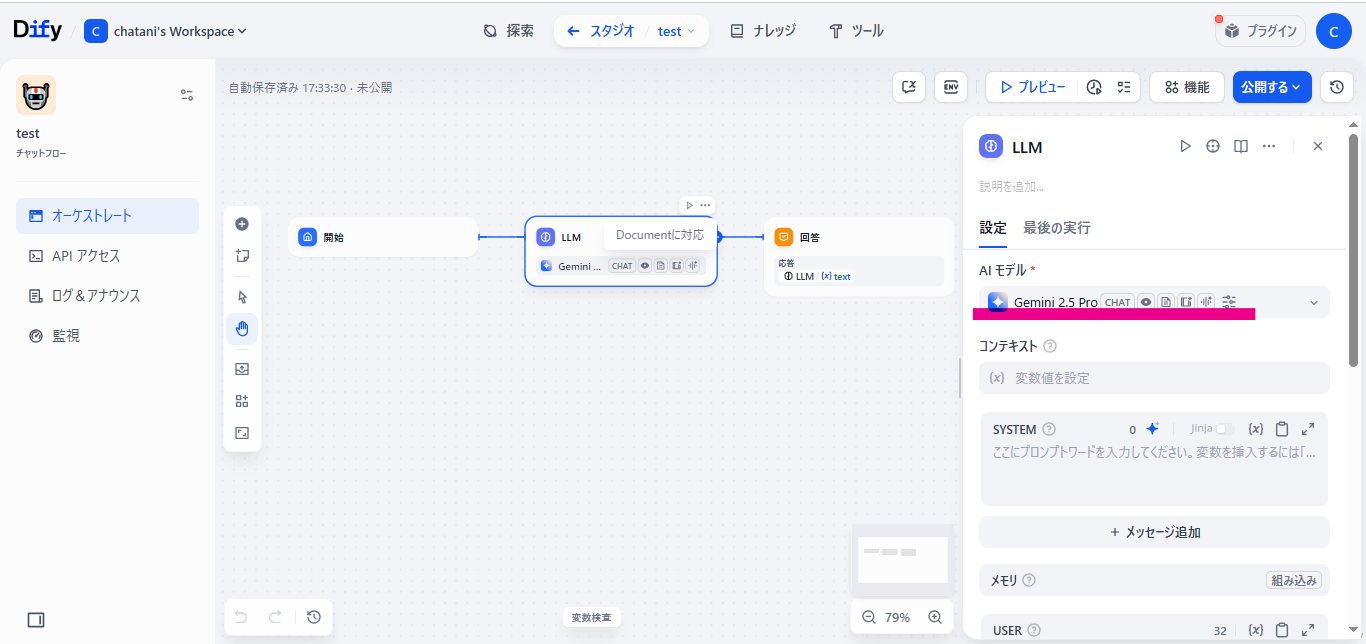 Dify / C chatani's Workspace
探索
スタジオ / test
ナレッジ
ツール
プラグイン
C
test
チャットフロー
オーケストレート
API アクセス
ログ＆アナウンス
監視
自動保存済み 17:33:30 · 未公開
ENV
プレビュー
機能
公開する
開始
LLM
Documentに対応
Gemini ...
CHAT
回答
応答
LLM {x} text
変数検査
79%
LLM
説明を追加...
設定
最後の実行
AI モデル *
Gemini 2.5 Pro CHAT
コンテキスト
{x} 変数値を設定
SYSTEM 0 Jinja {x}
ここにプロンプトワードを入力してください。変数を挿入するには「...
+ メッセージ追加
メモリ 組み込み
USER 32 {x}